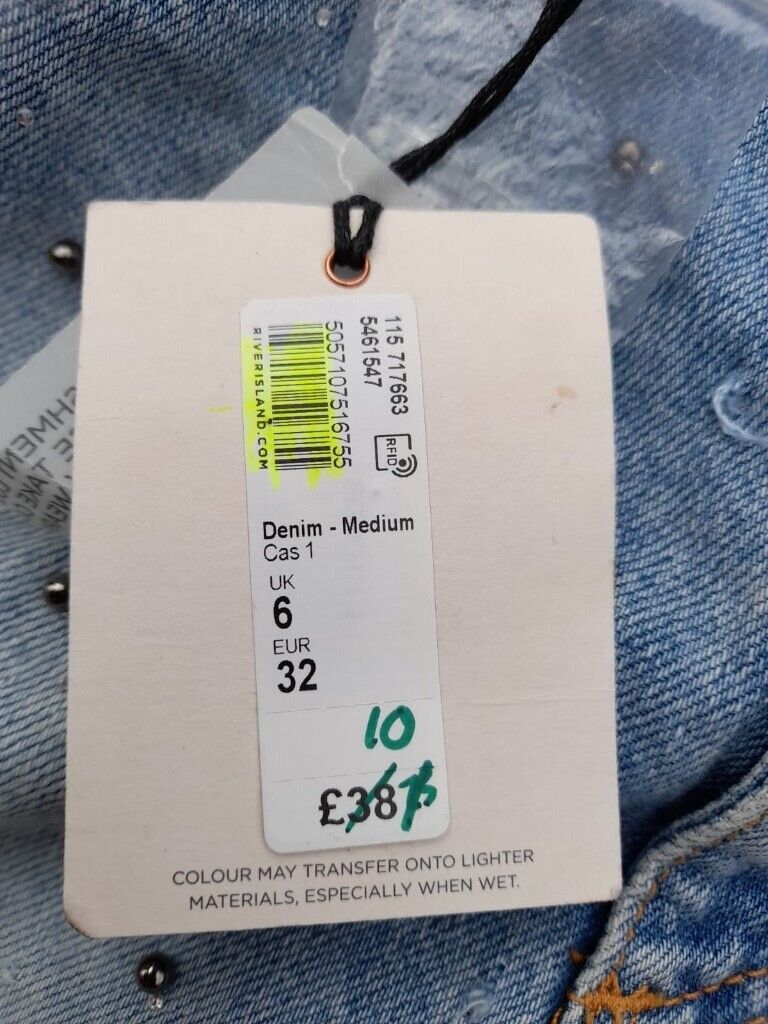 115 717663
5461547
RFID
5057107516755
RIVERISLAND.COM
Denim - Medium
Cas 1
UK
6
EUR
32
10
£38
COLOUR MAY TRANSFER ONTO LIGHTER
MATERIALS, ESPECIALLY WHEN WET.